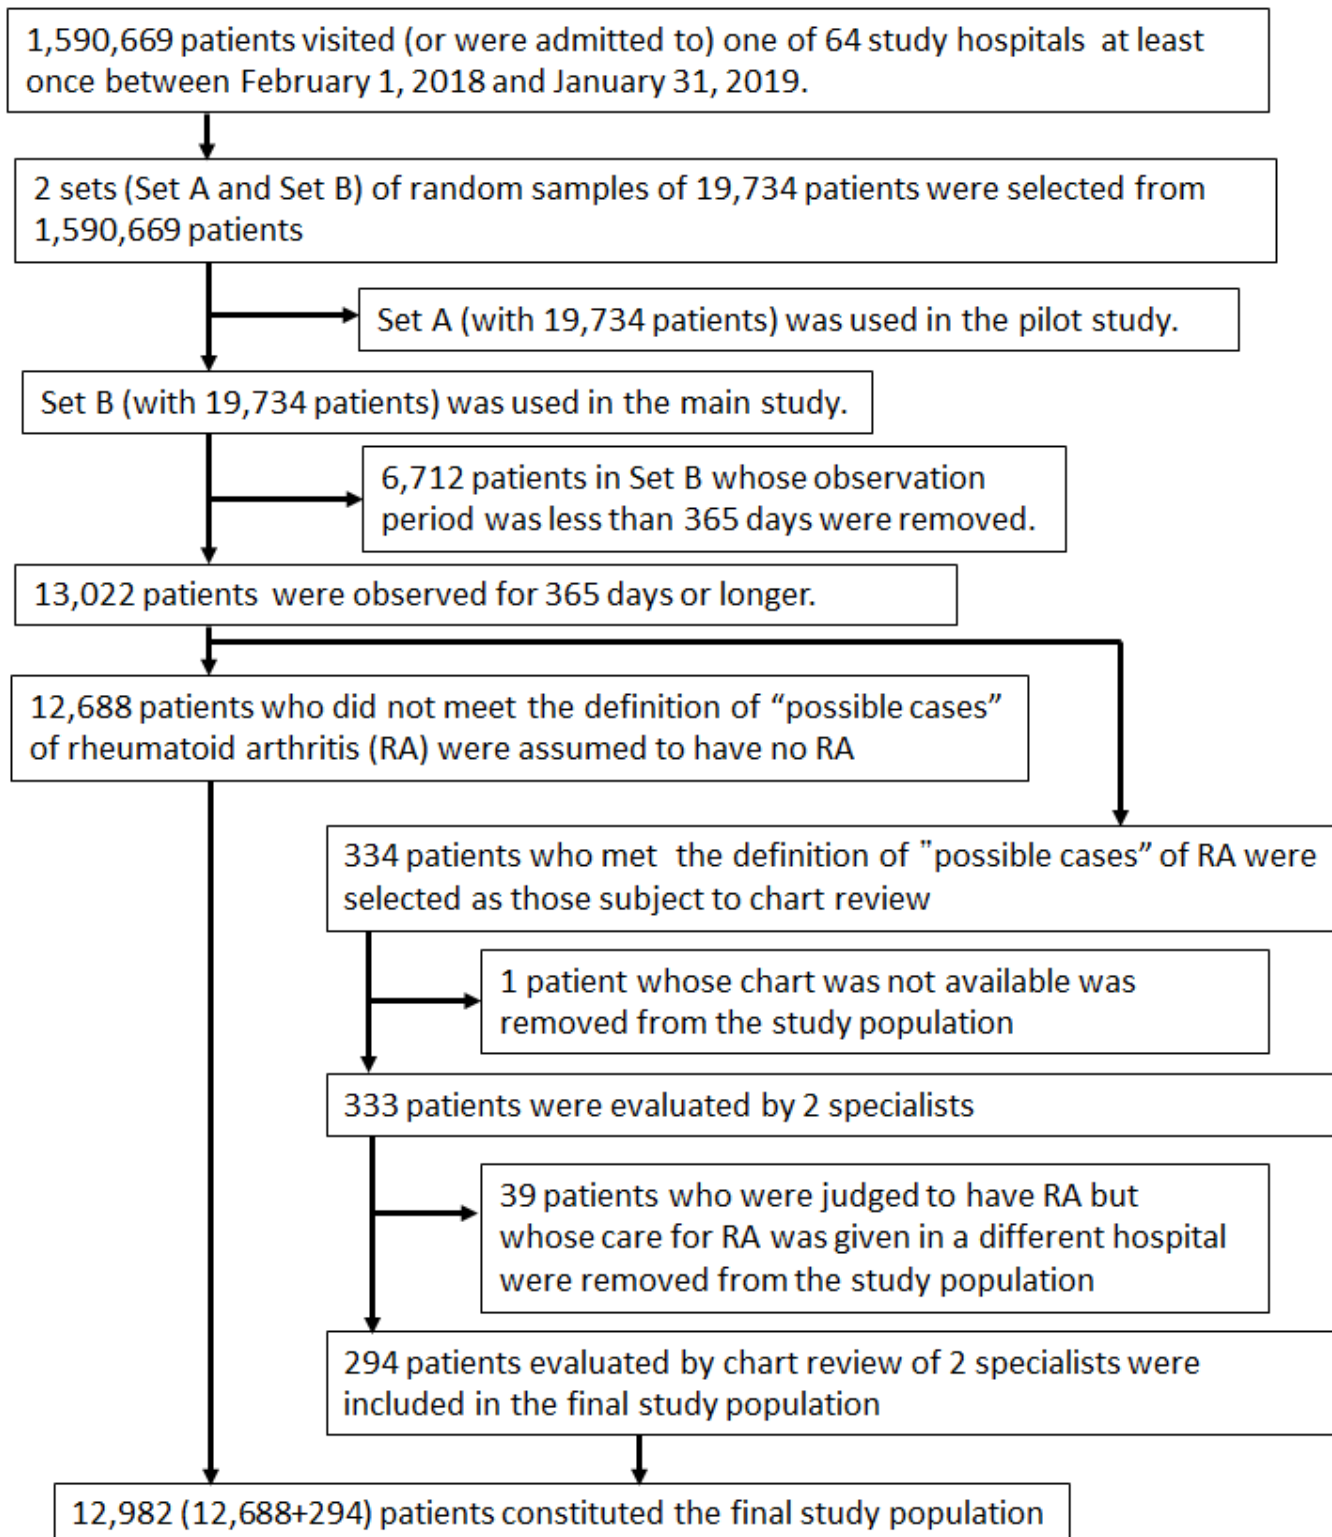 1,590,669 patients visited (or were admitted to) one of 64 study hospitals at least
once between February 1, 2018 and January 31, 2019.
2 sets (Set A and Set B) of random samples of 19,734 patients were selected from
1,590,669 patients
Set A (with 19,734 patients) was used in the pilot study.
Set B (with 19,734 patients) was used in the main study.
6,712 patients in Set B whose observation
period was less than 365 days were removed.
13,022 patients were observed for 365 days or longer.
12,688 patients who did not meet the definition of “possible cases”
of rheumatoid arthritis (RA) were assumed to have no RA
334 patients who met the definition of ”possible cases” of RA were
selected as those subject to chart review
1 patient whose chart was not available was
removed from the study population
333 patients were evaluated by 2 specialists
39 patients who were judged to have RA but
whose care for RA was given in a different hospital
were removed from the study population
294 patients evaluated by chart review of 2 specialists were
included in the final study population
12,982 (12,688+294) patients constituted the final study population